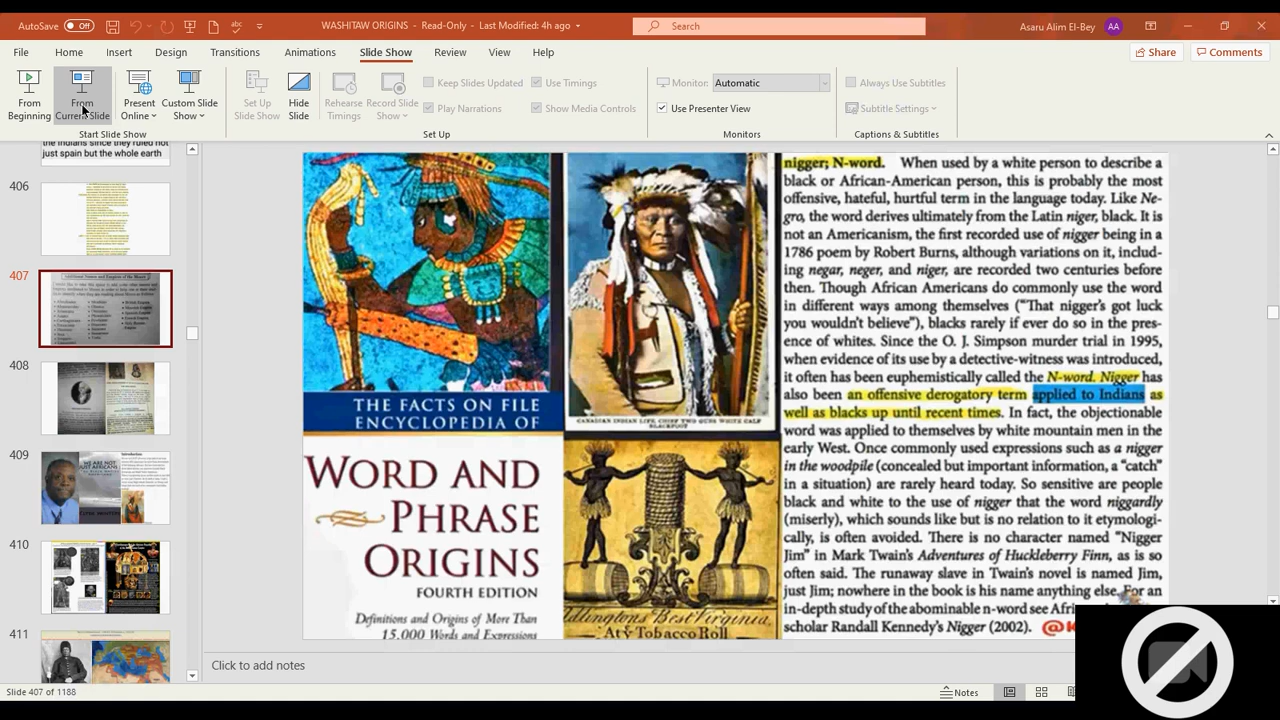 AutoSave Off
WASHITAW ORIGINS - Read-Only - Last Modified: 4h ago
Search
Asaru Alim El-Bey
AA
File Home Insert Design Transitions Animations Slide Show Review View Help
Share Comments
From Beginning
From Current Slide
Present Online
Custom Slide Show
Start Slide Show
Set Up Slide Show
Hide Slide
Rehearse Timings
Record Slide Show
Keep Slides Updated
Play Narrations
Use Timings
Show Media Controls
Set Up
Monitor: Automatic
Use Presenter View
Monitors
Always Use Subtitles
Subtitle Settings
Captions & Subtitles
the Indians since they ruled not
just spain but the whole earth
406
407
408
409
410
411
THE FACTS ON FILE
ENCYCLOPEDIA OF
WORD AND
PHRASE
ORIGINS
FOURTH EDITION
Definitions and Origins of More Than
15,000 Words and Expressions
CANADIAN INDIAN LIFE, CHIEF TWO GUNS WHITE CALF
BLACKFOOT
Best Virginia
Tobacco Roll
nigger; N-word. When used by a white person to describe a
black or African-American person, this is probably the most
offensive, hateful, hurtful term in the language today. Like Ne-
gro, the word derives ultimately from the Latin niger, black. It is
not an Americanism, the first recorded use of nigger being in a
1786 poem by Robert Burns, although variations on it, includ-
ing negar, neger, and niger, are recorded two centuries before
then. Though African Americans do commonly use the word
in different ways among themselves (“That nigger’s got luck
you wouldn’t believe”), blacks rarely if ever do so in the pres-
ence of whites. Since the O. J. Simpson murder trial in 1995,
when evidence of its use by a detective-witness was introduced,
it often has been euphemistically called the N-word. Nigger has
also been an offensive derogatory term applied to Indians as
well as blacks up until recent times. In fact, the objectionable
word was applied to themselves by white mountain men in the
early West. Once commonly used expressions such as a nigger
in the woodpile (concealed but important information, a “catch”
in a situation) are rarely heard today. So sensitive are people
black and white to the use of nigger that the word niggardly
(miserly), which sounds like but is no relation to it etymologi-
cally, is often avoided. There is no character named “Nigger
Jim” in Mark Twain’s Adventures of Huckleberry Finn, as is so
often said. The runaway slave in Twain’s novel is named Jim,
just Jim; nowhere in the book is his name anything else. For an
in-depth study of the abominable n-word see
scholar Randall Kennedy’s Nigger (2002).
Click to add notes
Slide 407 of 1188
Notes